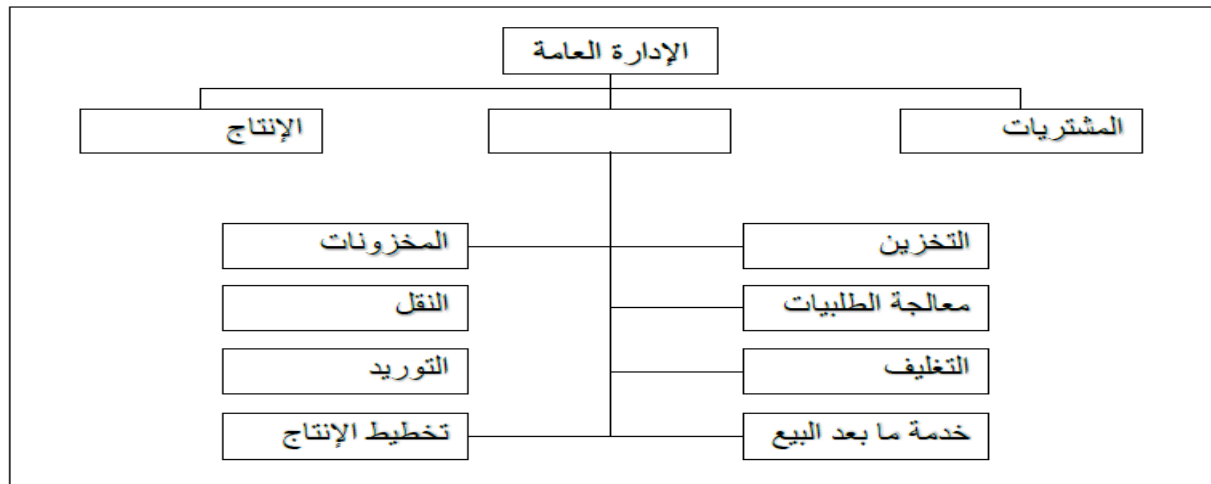 الإدارة العامة
المشتريات
الإنتاج
التخزين
المخزونات
معالجة الطلبيات
النقل
التغليف
التوريد
خدمة ما بعد البيع
تخطيط الإنتاج